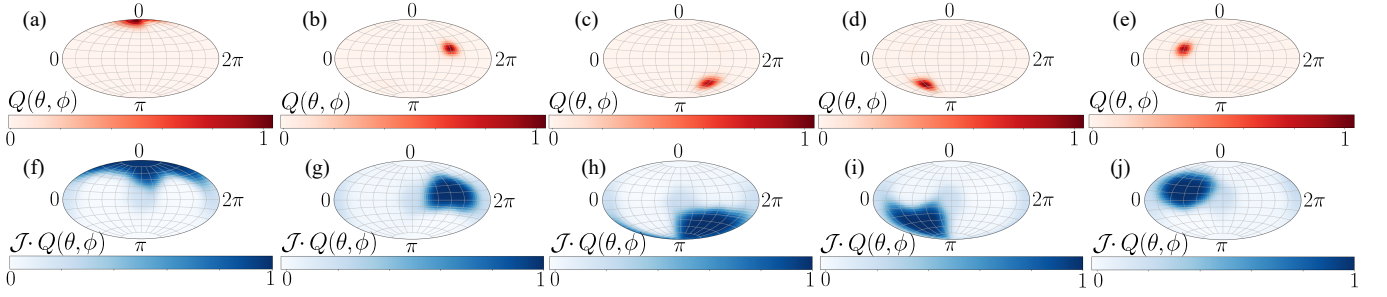 (a) 0 (b) 0 (c) 0 (d) 0 (e) 0
0 2π 0 2π 0 2π 0 2π 0 2π
π π π π π
Q(θ, ϕ) Q(θ, ϕ) Q(θ, ϕ) Q(θ, ϕ) Q(θ, ϕ)
0 1 0 1 0 1 0 1 0 1
(f) 0 (g) 0 (h) 0 (i) 0 (j) 0
0 2π 0 2π 0 2π 0 2π 0 2π
π π π π π
𝒥· Q(θ, ϕ) 𝒥· Q(θ, ϕ) 𝒥· Q(θ, ϕ) 𝒥· Q(θ, ϕ) 𝒥· Q(θ, ϕ)
0 1 0 1 0 1 0 1 0 1